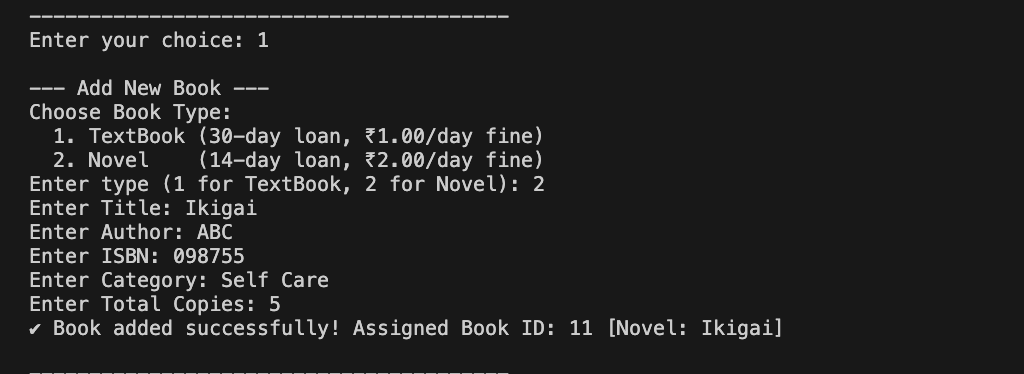 ----------------------------------------
Enter your choice: 1
--- Add New Book ---
Choose Book Type:
  1. TextBook (30-day loan, ₹1.00/day fine)
  2. Novel    (14-day loan, ₹2.00/day fine)
Enter type (1 for TextBook, 2 for Novel): 2
Enter Title: Ikigai
Enter Author: ABC
Enter ISBN: 098755
Enter Category: Self Care
Enter Total Copies: 5
✔ Book added successfully! Assigned Book ID: 11 [Novel: Ikigai]
----------------------------------------